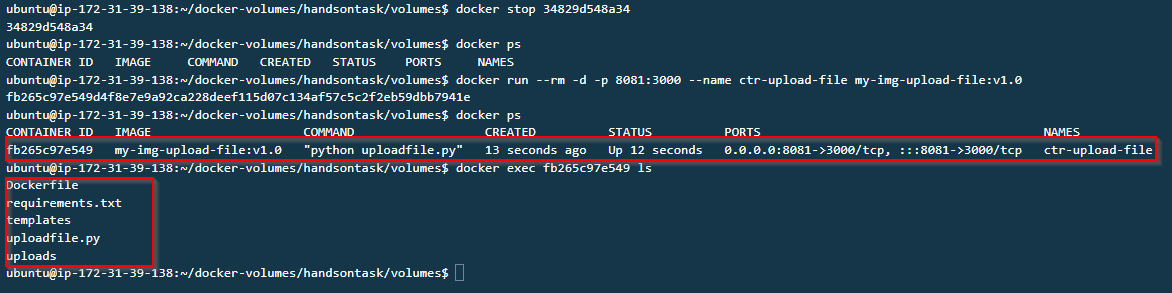 ubuntu@ip-172-31-39-138:~/docker-volumes/handsontask/volumes$ docker stop 34829d548a34
34829d548a34
ubuntu@ip-172-31-39-138:~/docker-volumes/handsontask/volumes$ docker ps
CONTAINER ID   IMAGE     COMMAND   CREATED   STATUS    PORTS     NAMES
ubuntu@ip-172-31-39-138:~/docker-volumes/handsontask/volumes$ docker run --rm -d -p 8081:3000 --name ctr-upload-file my-img-upload-file:v1.0
fb265c97e549d4f8e7e9a92ca228deef115d07c134af57c5c2f2eb59dbb7941e
ubuntu@ip-172-31-39-138:~/docker-volumes/handsontask/volumes$ docker ps
CONTAINER ID   IMAGE                     COMMAND                  CREATED          STATUS          PORTS                                       NAMES
fb265c97e549   my-img-upload-file:v1.0   "python uploadfile.py"   13 seconds ago   Up 12 seconds   0.0.0.0:8081->3000/tcp, :::8081->3000/tcp   ctr-upload-file
ubuntu@ip-172-31-39-138:~/docker-volumes/handsontask/volumes$ docker exec fb265c97e549 ls
Dockerfile
requirements.txt
templates
uploadfile.py
uploads
ubuntu@ip-172-31-39-138:~/docker-volumes/handsontask/volumes$